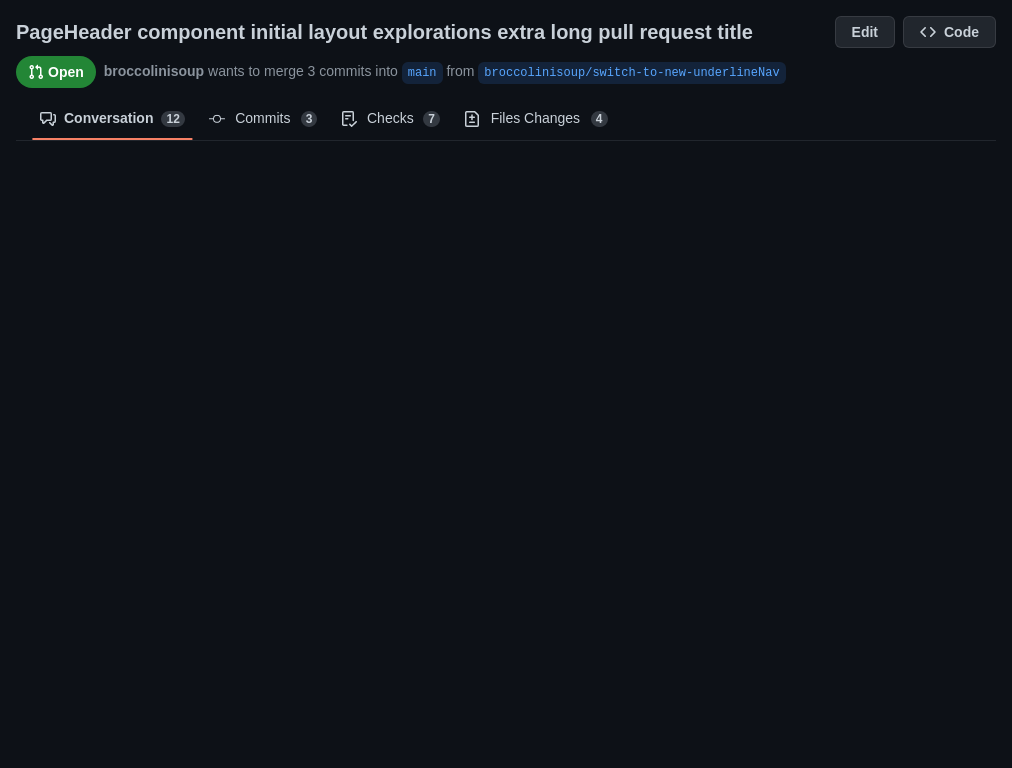 PageHeader component initial layout explorations extra long pull request title Edit Code
Open broccolinisoup wants to merge 3 commits into main from broccolinisoup/switch-to-new-underlineNav
Conversation 12 Commits 3 Checks 7 Files Changes 4